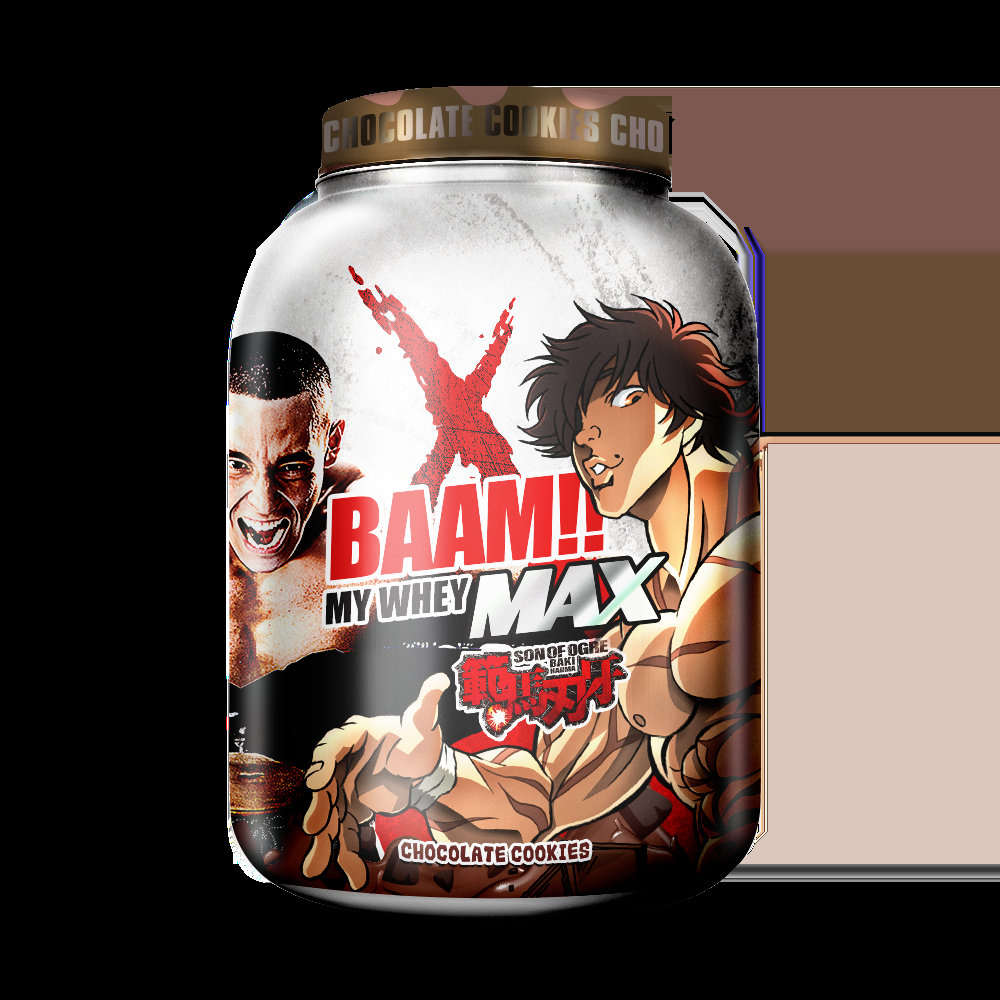 CHOCOLATE COOKIES CHO
X
BAAM!!
MY WHEY MAX
SON OF OGRE
BAKI
HANMA
範馬刃牙
CHOCOLATE COOKIES